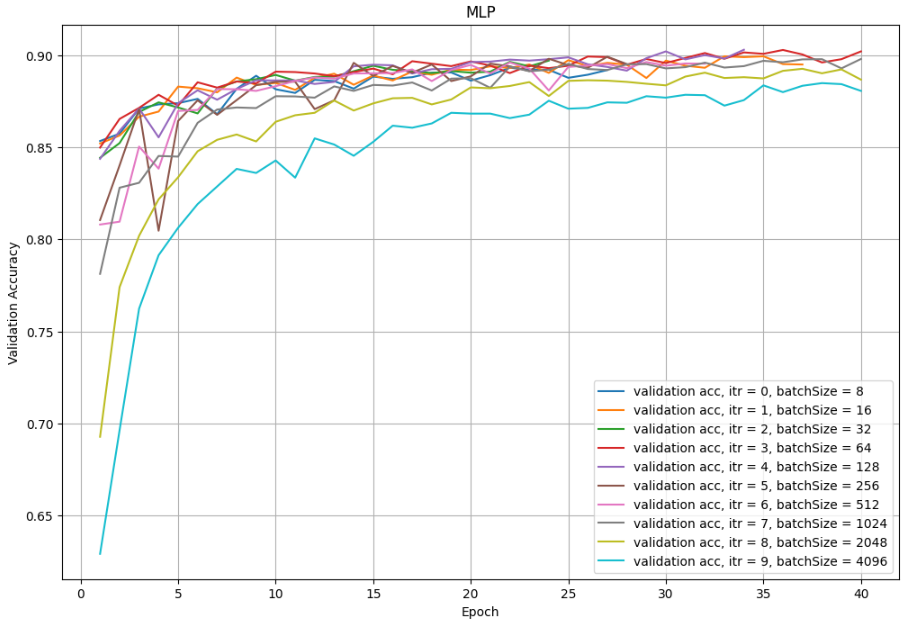 MLP
Validation Accuracy
0.90
0.85
0.80
0.75
0.70
0.65
validation acc, itr = 0, batchSize = 8
validation acc, itr = 1, batchSize = 16
validation acc, itr = 2, batchSize = 32
validation acc, itr = 3, batchSize = 64
validation acc, itr = 4, batchSize = 128
validation acc, itr = 5, batchSize = 256
validation acc, itr = 6, batchSize = 512
validation acc, itr = 7, batchSize = 1024
validation acc, itr = 8, batchSize = 2048
validation acc, itr = 9, batchSize = 4096
0 5 10 15 20 25 30 35 40
Epoch